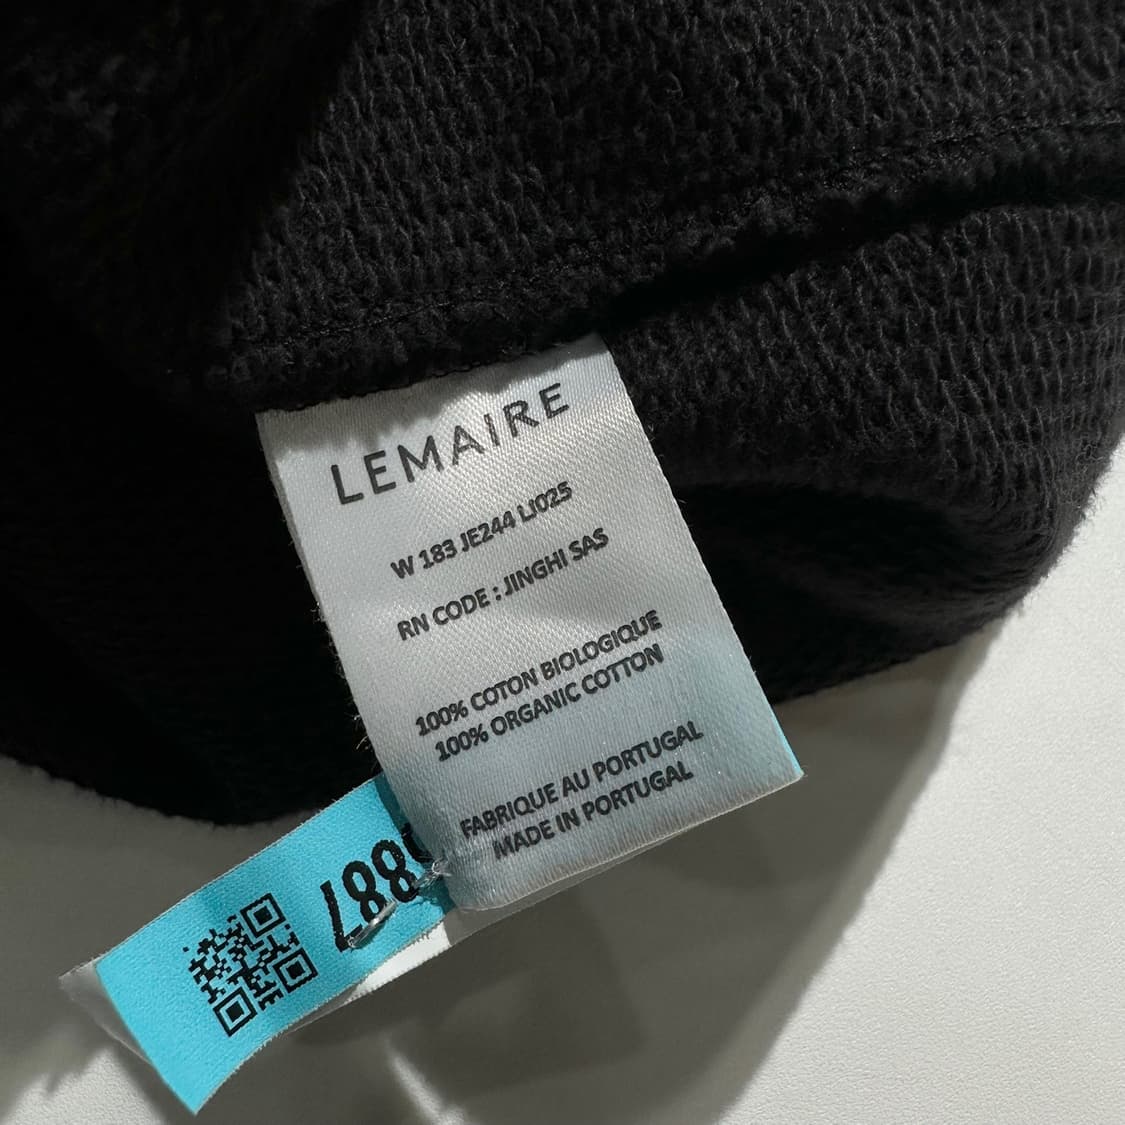 LEMAIRE
W 183 JE244 LJ025
RN CODE : JINGHI SAS
100% COTON BIOLOGIQUE
100% ORGANIC COTTON
FABRIQUE AU PORTUGAL
MADE IN PORTUGAL